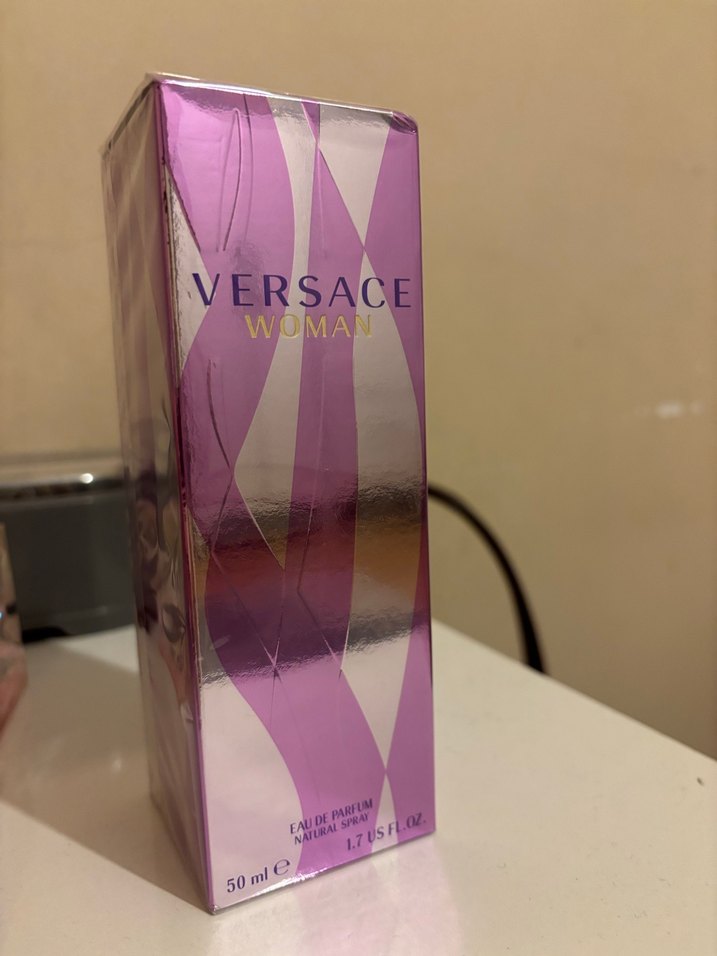 VERSACE
WOMAN
EAU DE PARFUM
NATURAL SPRAY
50 ml ℮
1.7 US FL.OZ.